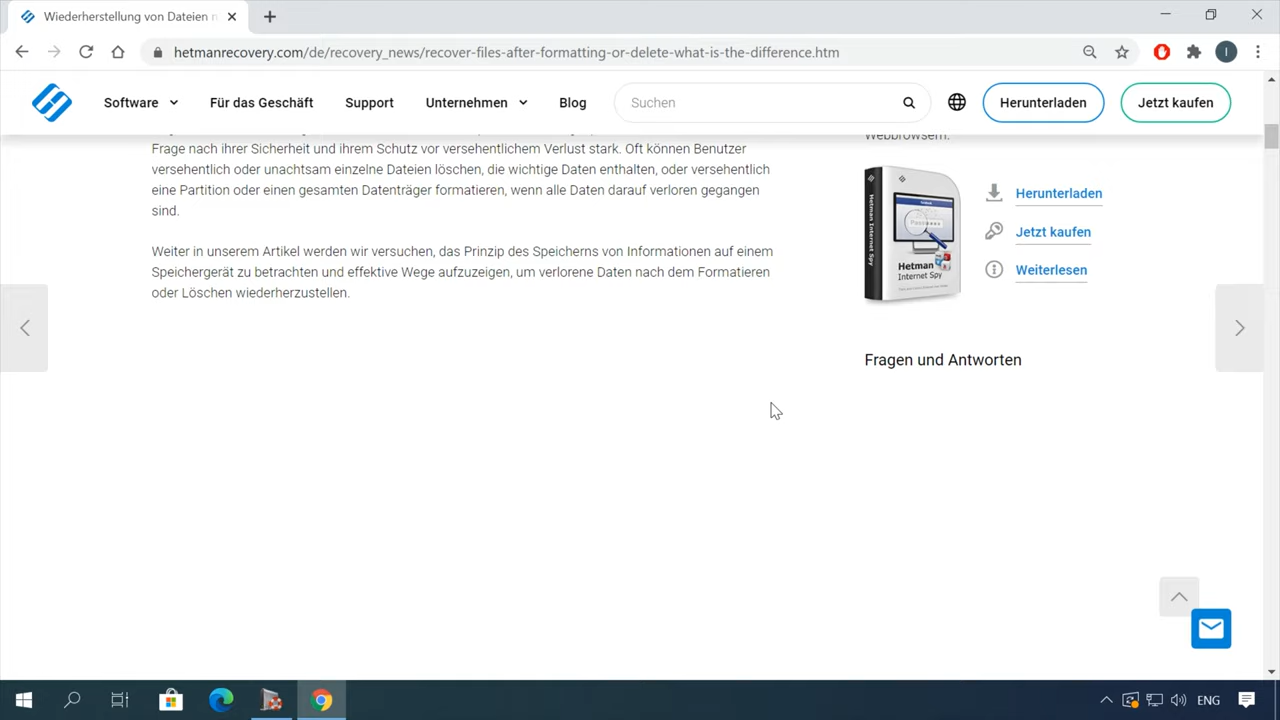 Wiederherstellung von Dateien n
hetmanrecovery.com/de/recovery_news/recover-files-after-formatting-or-delete-what-is-the-difference.htm
I
Software
Für das Geschäft
Support
Unternehmen
Blog
Suchen
Herunterladen
Jetzt kaufen
Webbrowsern.
Frage nach ihrer Sicherheit und ihrem Schutz vor versehentlichem Verlust stark. Oft können Benutzer
versehentlich oder unachtsam einzelne Dateien löschen, die wichtige Daten enthalten, oder versehentlich
eine Partition oder einen gesamten Datenträger formatieren, wenn alle Daten darauf verloren gegangen
sind.
Weiter in unserem Artikel werden wir versuchen, das Prinzip des Speicherns von Informationen auf einem
Speichergerät zu betrachten und effektive Wege aufzuzeigen, um verlorene Daten nach dem Formatieren
oder Löschen wiederherzustellen.
Hetman Internet Spy
Hetman
Internet Spy
Herunterladen
Jetzt kaufen
Weiterlesen
Fragen und Antworten
ENG